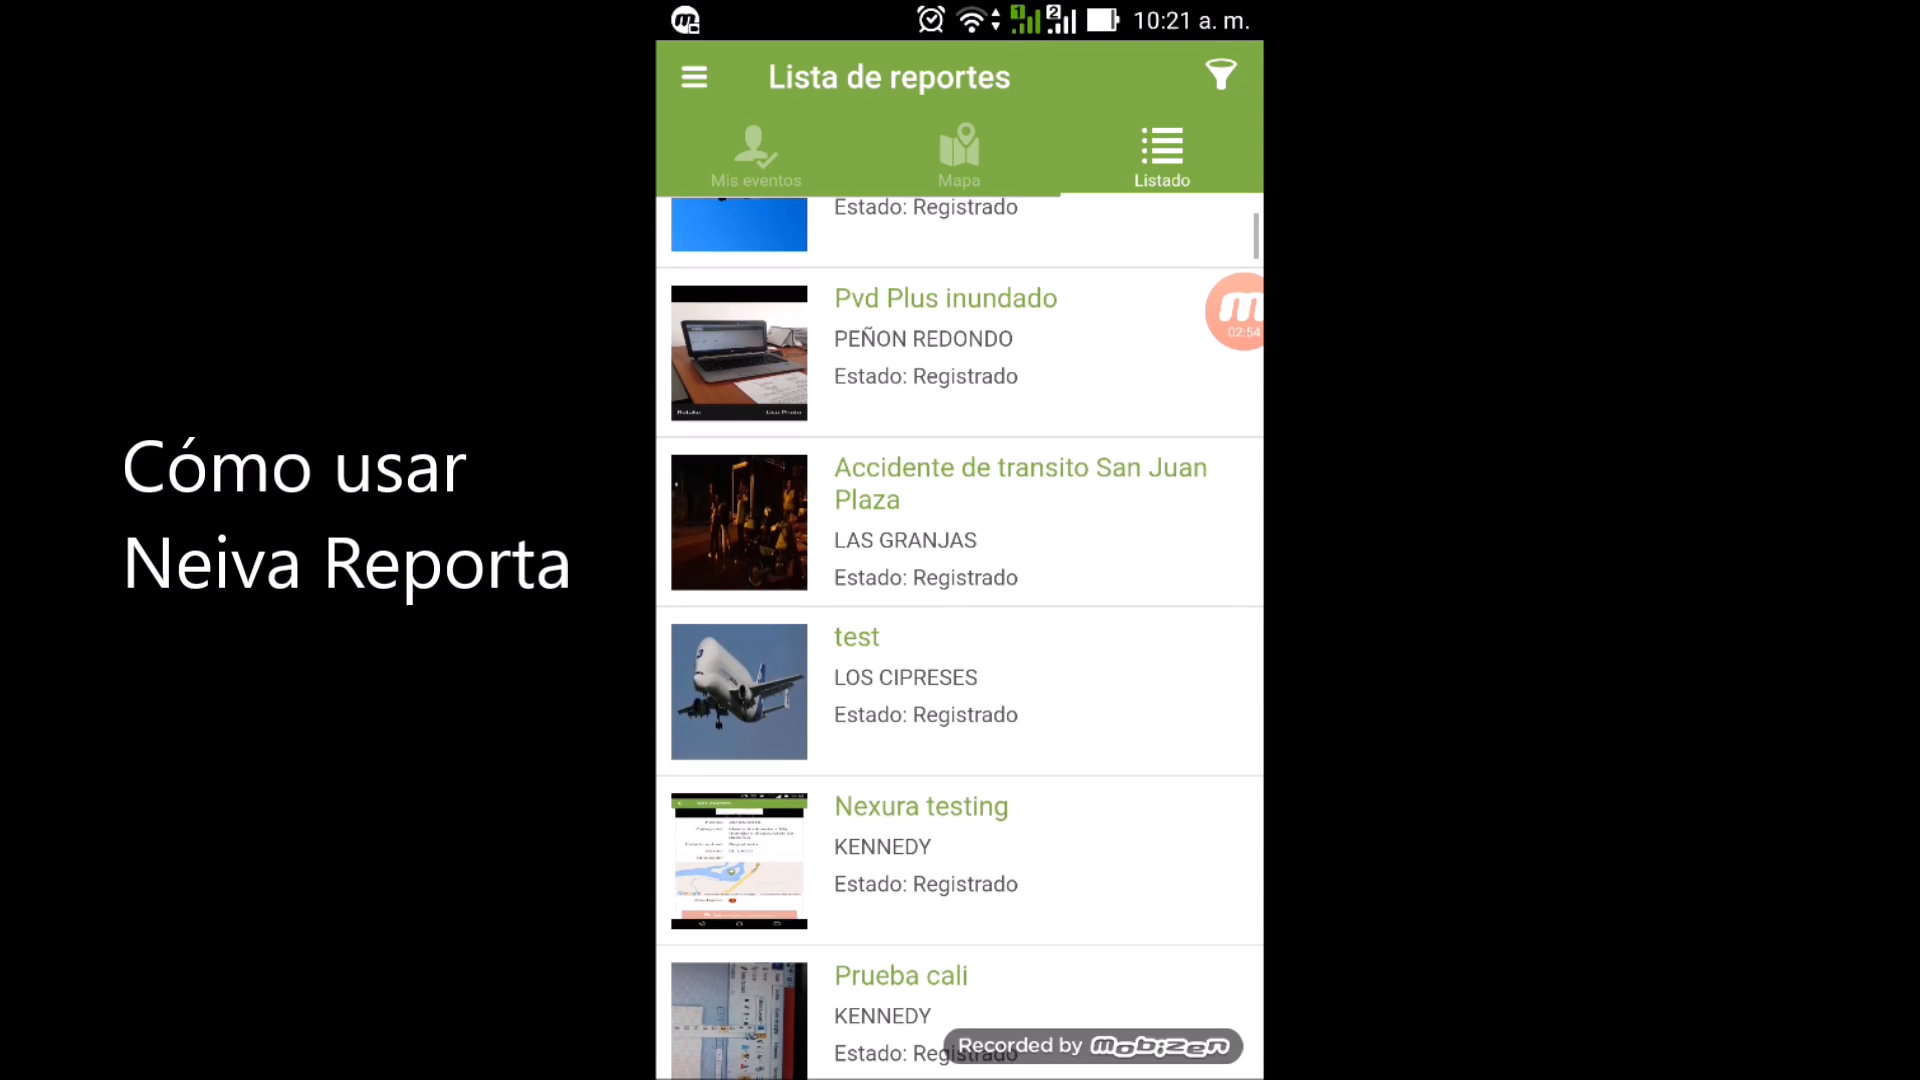 1
2
10:21 a. m.
Lista de reportes
Mis eventos
Mapa
Listado
Estado: Registrado
Pvd Plus inundado
PEÑON REDONDO
Estado: Registrado
02:54
Accidente de transito San Juan
Plaza
LAS GRANJAS
Estado: Registrado
Cómo usar
Neiva Reporta
test
LOS CIPRESES
Estado: Registrado
Nexura testing
KENNEDY
Estado: Registrado
Prueba cali
KENNEDY
Estado: Registrado
Recorded by mobizen